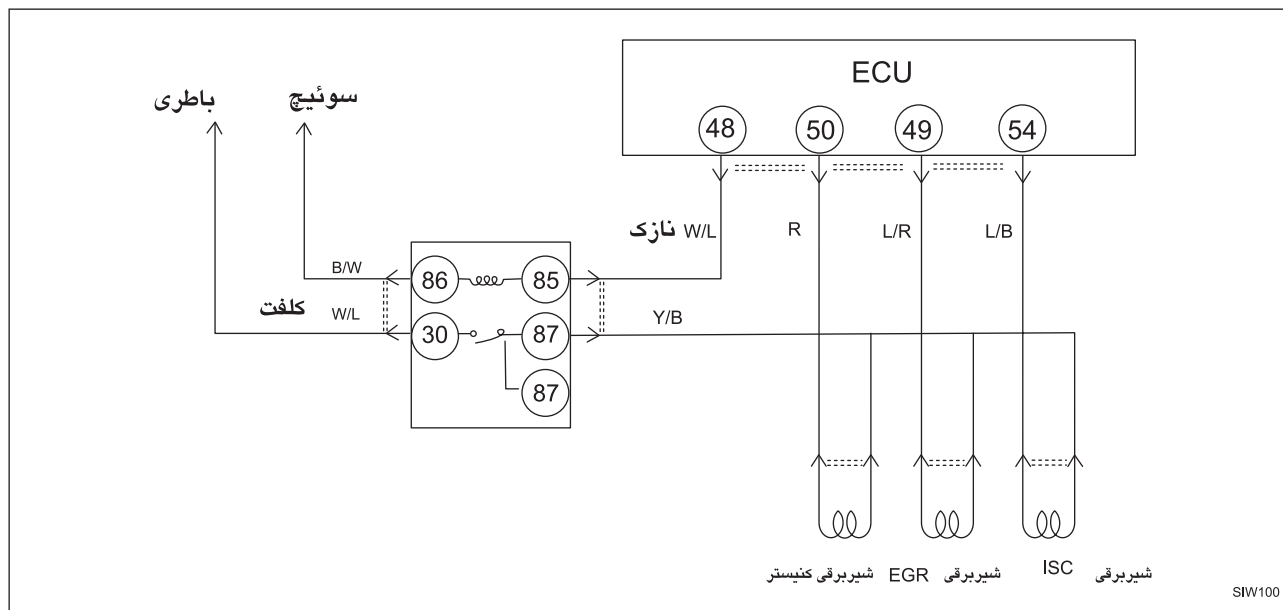 ECU
باطری
سوئیچ
48
50
49
54
نازک W/L
R
L/R
L/B
B/W
86
85
کلفت W/L
30
87
Y/B
87
شیربرقی کنیستر
شیربرقی EGR
شیربرقی ISC
SIW100